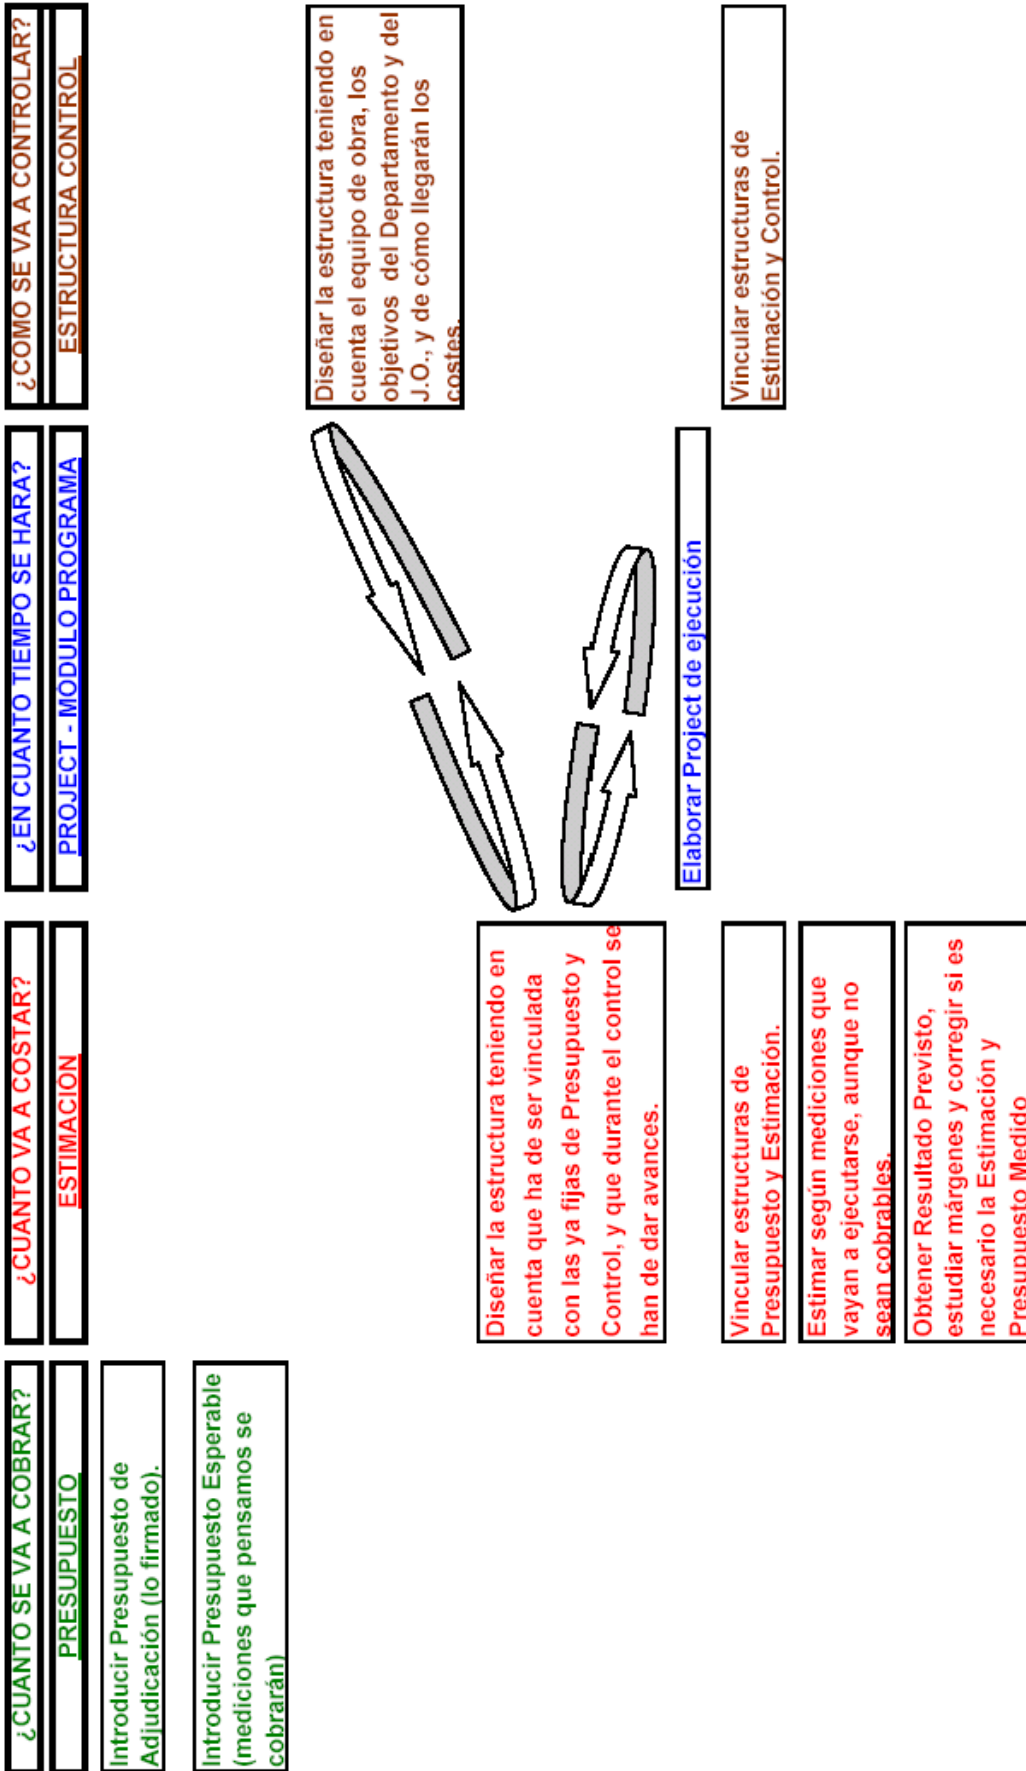 ¿CUANTO SE VA A COBRAR?
PRESUPUESTO
Introducir Presupuesto de
Adjudicación (lo firmado).
Introducir Presupuesto Esperable
(mediciones que pensamos se
cobrarán)
¿CUANTO VA A COSTAR?
ESTIMACIÓN
Diseñar la estructura teniendo en
cuenta que ha de ser vinculada
con las ya fijas de Presupuesto y
Control, y que durante el control se
han de dar avances.
Vincular estructuras de
Presupuesto y Estimación.
Estimar según mediciones que
vayan a ejecutarse, aunque no
sean cobrables.
Obtener Resultado Previsto,
estudiar márgenes y corregir si es
necesario la Estimación y
Presupuesto Medido
¿EN CUANTO TIEMPO SE HARA?
PROJECT - MÓDULO PROGRAMA
Elaborar Project de ejecución
¿COMO SE VA A CONTROLAR?
ESTRUCTURA CONTROL
Diseñar la estructura teniendo en
cuenta el equipo de obra, los
objetivos del Departamento y del
J.O., y de cómo llegarán los
costes.
Vincular estructuras de
Estimación y Control.